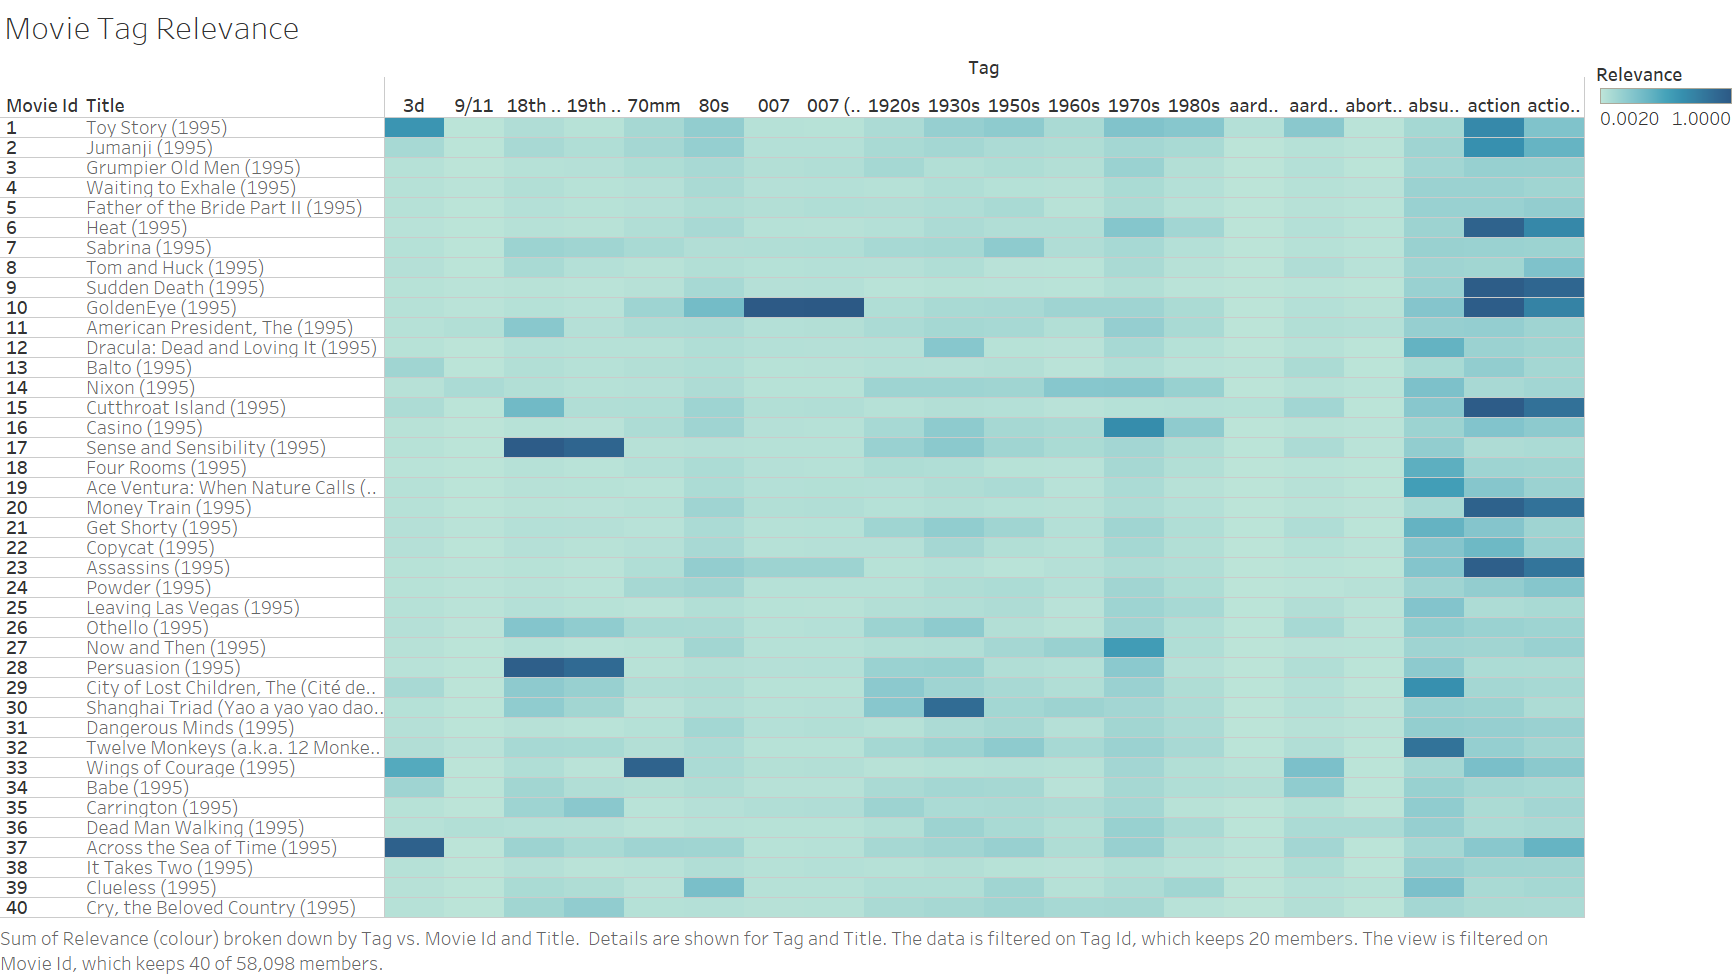 Movie Tag Relevance
Tag
Relevance
0.0020 1.0000
Movie Id Title 3d 9/11 18th .. 19th .. 70mm 80s 007 007 (.. 1920s 1930s 1950s 1960s 1970s 1980s aard.. aard.. abort.. absu.. action actio..
1 Toy Story (1995)
2 Jumanji (1995)
3 Grumpier Old Men (1995)
4 Waiting to Exhale (1995)
5 Father of the Bride Part II (1995)
6 Heat (1995)
7 Sabrina (1995)
8 Tom and Huck (1995)
9 Sudden Death (1995)
10 GoldenEye (1995)
11 American President, The (1995)
12 Dracula: Dead and Loving It (1995)
13 Balto (1995)
14 Nixon (1995)
15 Cutthroat Island (1995)
16 Casino (1995)
17 Sense and Sensibility (1995)
18 Four Rooms (1995)
19 Ace Ventura: When Nature Calls (..
20 Money Train (1995)
21 Get Shorty (1995)
22 Copycat (1995)
23 Assassins (1995)
24 Powder (1995)
25 Leaving Las Vegas (1995)
26 Othello (1995)
27 Now and Then (1995)
28 Persuasion (1995)
29 City of Lost Children, The (Cité de..
30 Shanghai Triad (Yao a yao yao dao..
31 Dangerous Minds (1995)
32 Twelve Monkeys (a.k.a. 12 Monke..
33 Wings of Courage (1995)
34 Babe (1995)
35 Carrington (1995)
36 Dead Man Walking (1995)
37 Across the Sea of Time (1995)
38 It Takes Two (1995)
39 Clueless (1995)
40 Cry, the Beloved Country (1995)
Sum of Relevance (colour) broken down by Tag vs. Movie Id and Title.  Details are shown for Tag and Title. The data is filtered on Tag Id, which keeps 20 members. The view is filtered on
Movie Id, which keeps 40 of 58,098 members.